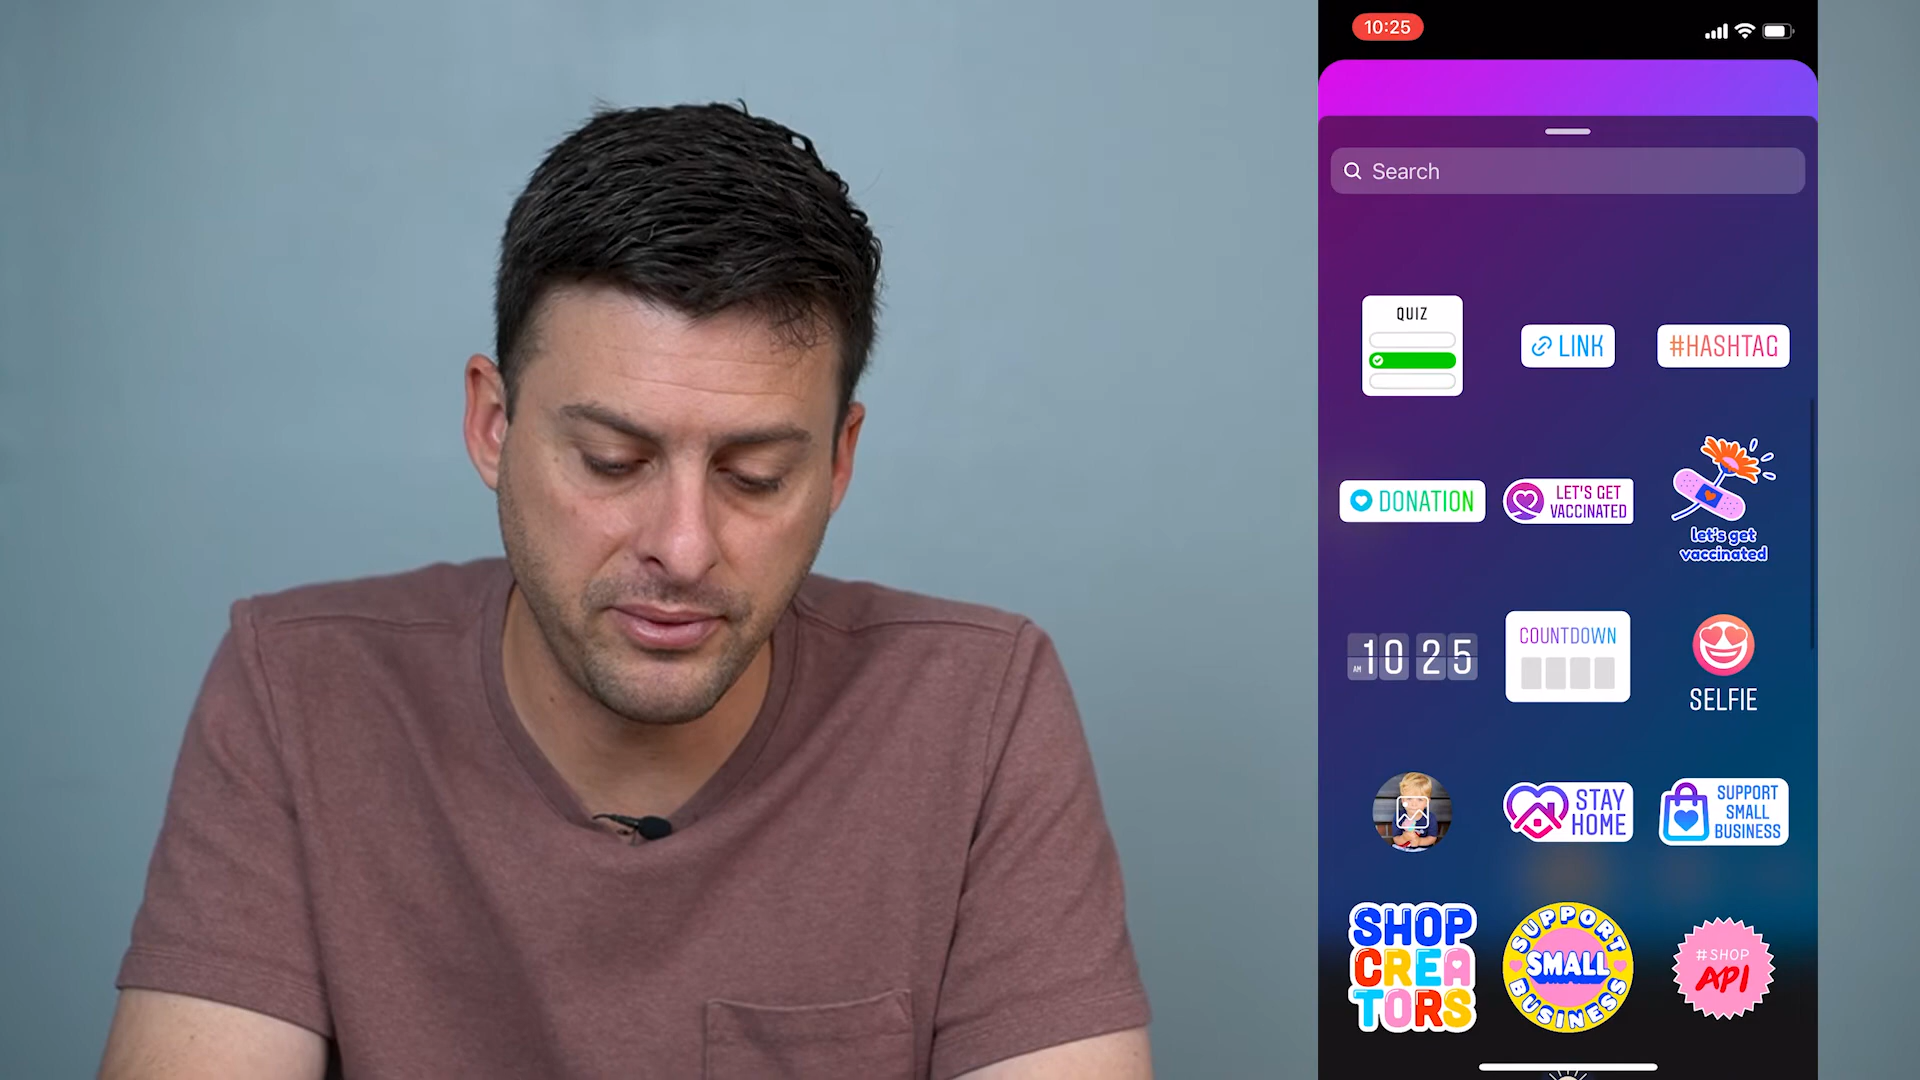 10:25
Search
QUIZ
LINK
#HASHTAG
DONATION
LET'S GET
VACCINATED
let's get
vaccinated
AM 10 25
COUNTDOWN
SELFIE
STAY
HOME
SUPPORT
SMALL
BUSINESS
SHOP
CREA
TORS
SUPPORT
SMALL
BUSINESS
#SHOP
API